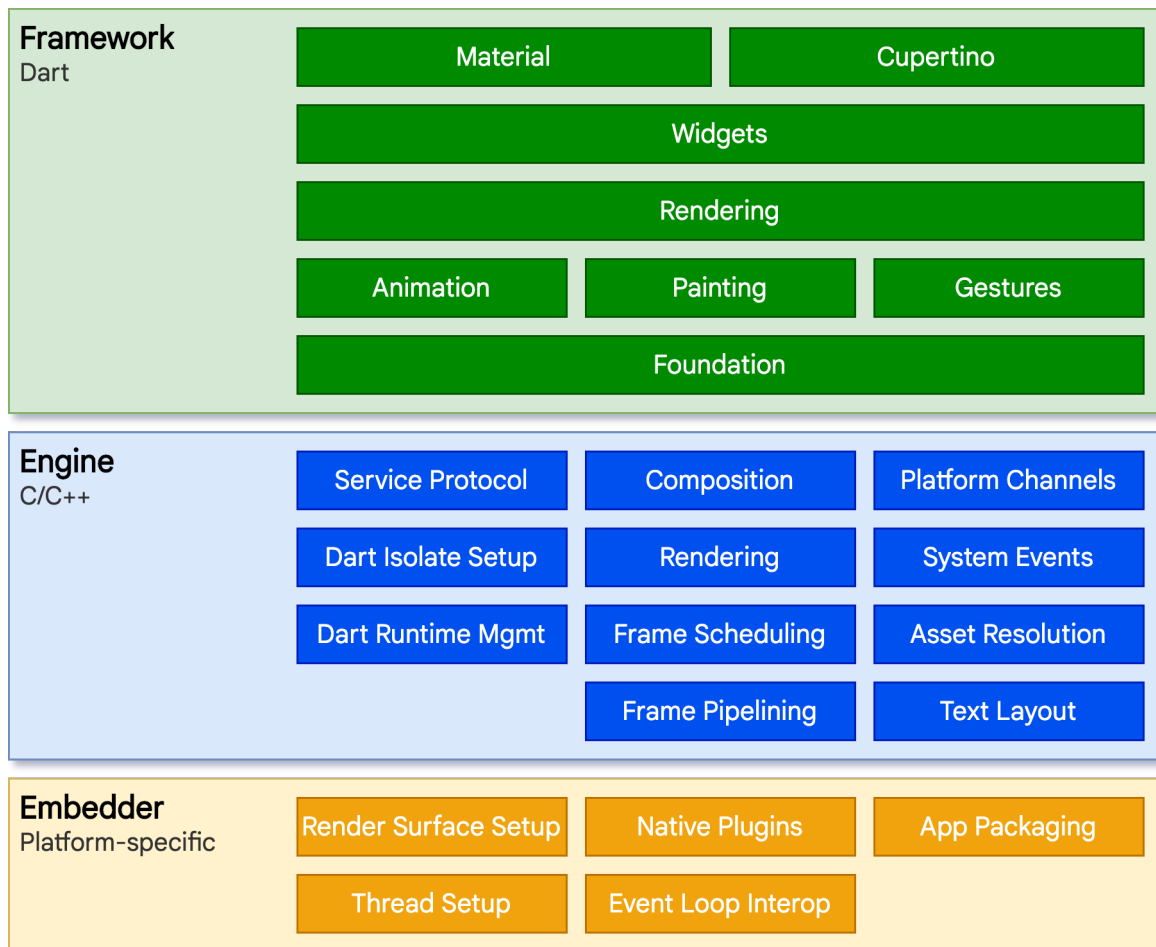 Framework
Dart
Material
Cupertino
Widgets
Rendering
Animation
Painting
Gestures
Foundation
Engine
C/C++
Service Protocol
Composition
Platform Channels
Dart Isolate Setup
Rendering
System Events
Dart Runtime Mgmt
Frame Scheduling
Asset Resolution
Frame Pipelining
Text Layout
Embedder
Platform-specific
Render Surface Setup
Native Plugins
App Packaging
Thread Setup
Event Loop Interop